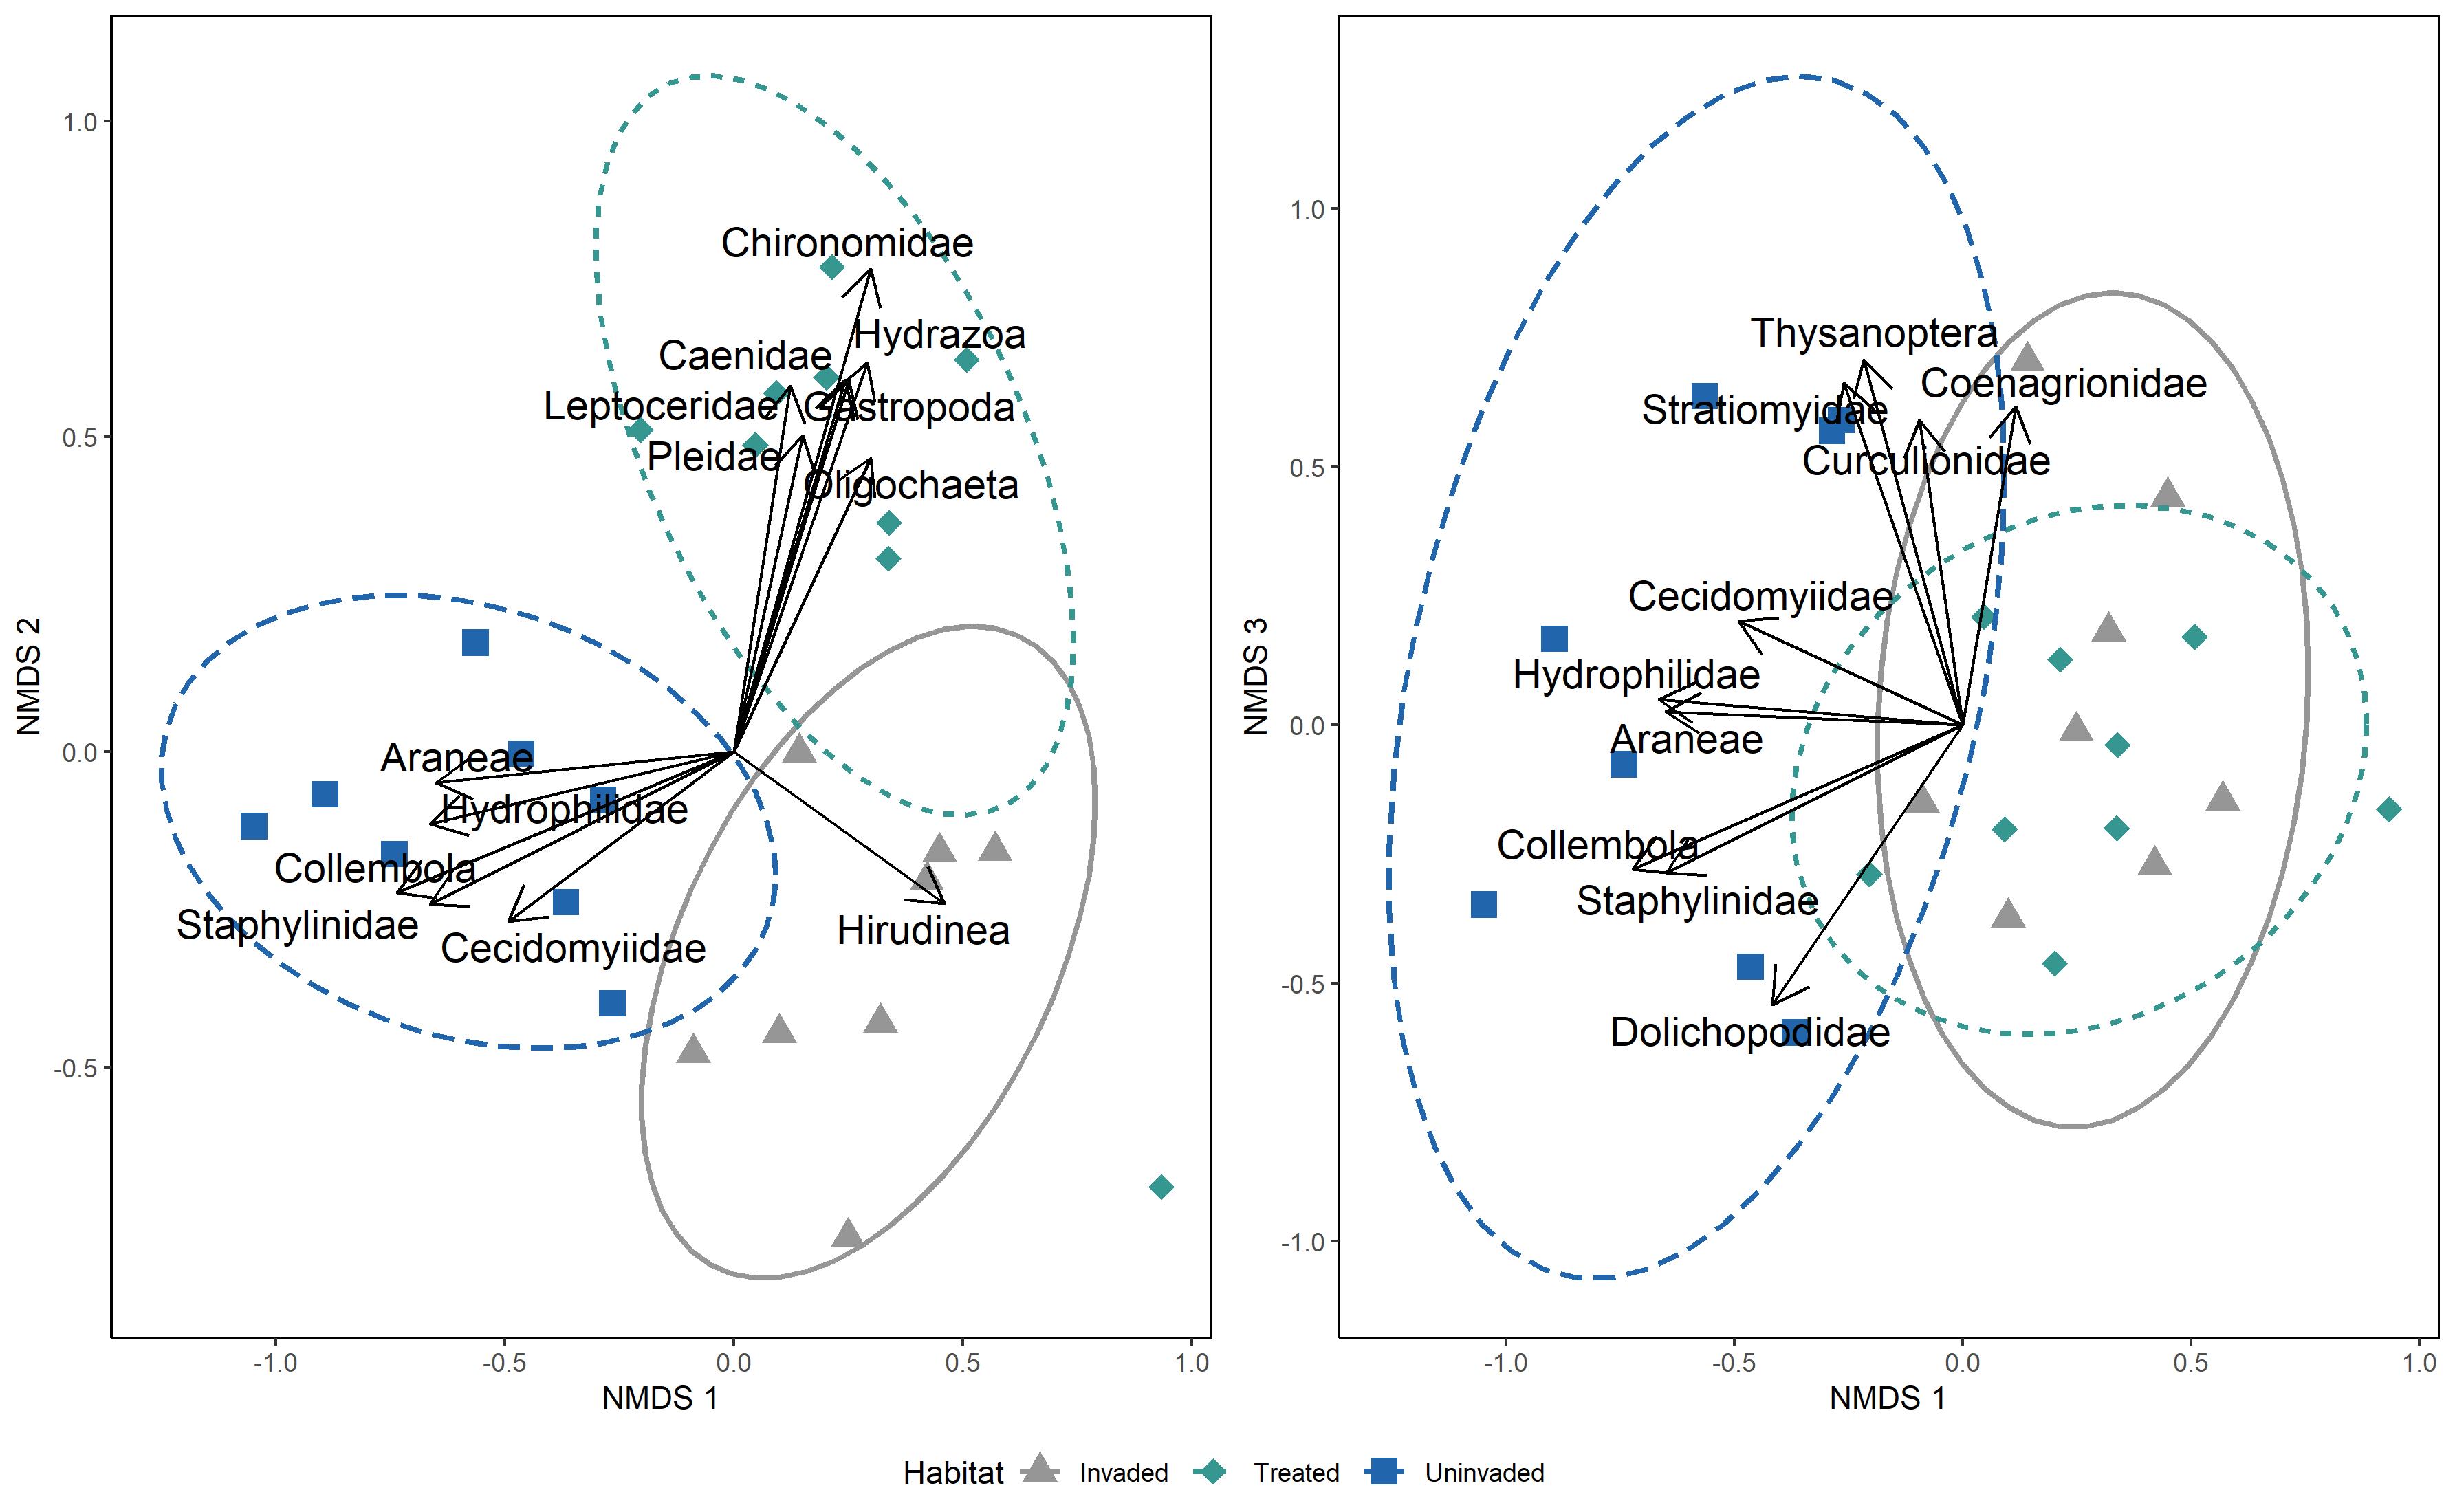 Chironomidae
Hydrazoa
Caenidae
Leptoceridae
Gastropoda
Pleidae
Oligochaeta
Araneae
Hydrophilidae
Collembola
Staphylinidae
Cecidomyiidae
Hirudinea
1.0
0.5
0.0
-0.5
NMDS 2
-1.0
-0.5
0.0
0.5
1.0
NMDS 1
Thysanoptera
Coenagrionidae
Stratiomyidae
Curculionidae
Cecidomyiidae
Hydrophilidae
Araneae
Collembola
Staphylinidae
Dolichopodidae
1.0
0.5
0.0
-0.5
-1.0
NMDS 3
-1.0
-0.5
0.0
0.5
1.0
NMDS 1
Habitat Invaded Treated Uninvaded